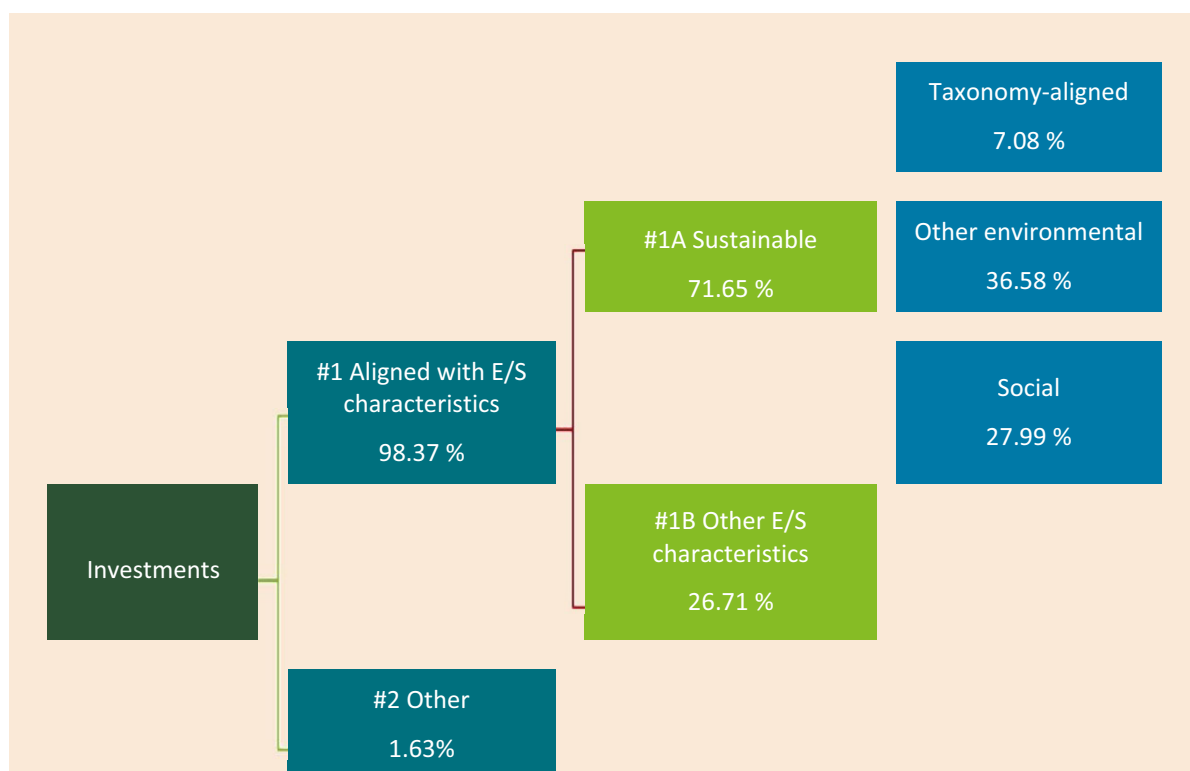 Taxonomy-aligned
7.08 %
#1A Sustainable
71.65 %
Other environmental
36.58 %
#1 Aligned with E/S
characteristics
98.37 %
Social
27.99 %
Investments
#1B Other E/S
characteristics
26.71 %
#2 Other
1.63%